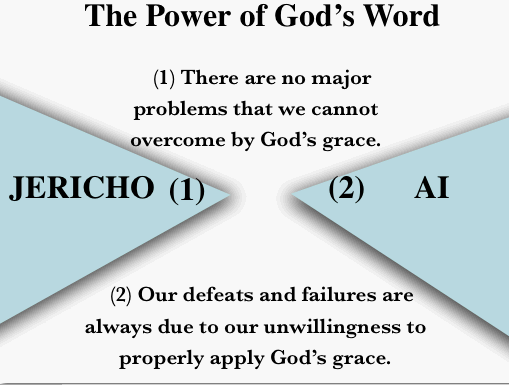 The Power of God's Word
(1) There are no major
problems that we cannot
overcome by God's grace.
JERICHO (1)
(2) AI
(2) Our defeats and failures are
always due to our unwillingness to
properly apply God's grace.